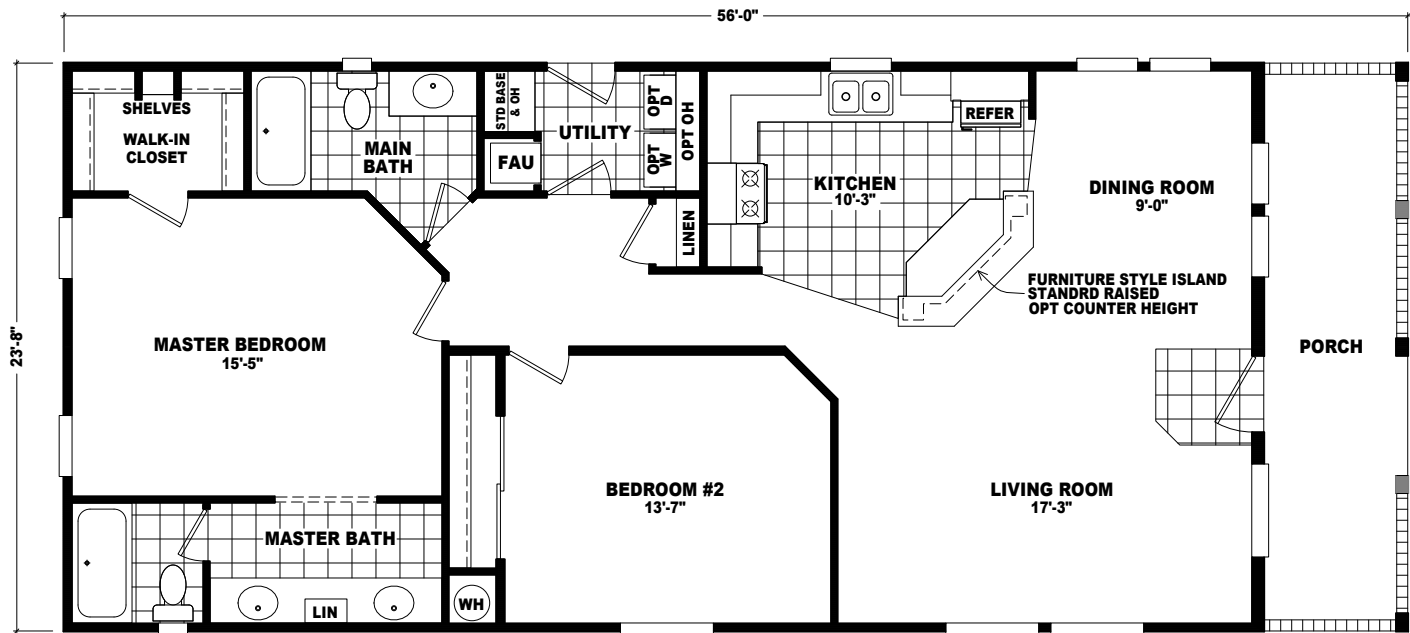 56'-0"
23'-8"
SHELVES
WALK-IN
CLOSET
MAIN
BATH
STD BASE
& OH
FAU
UTILITY
OPT
D
OPT
W
OPT OH
LINEN
REFER
KITCHEN
10'-3"
DINING ROOM
9'-0"
FURNITURE STYLE ISLAND
STANDRD RAISED
OPT COUNTER HEIGHT
MASTER BEDROOM
15'-5"
PORCH
BEDROOM #2
13'-7"
LIVING ROOM
17'-3"
MASTER BATH
LIN
WH